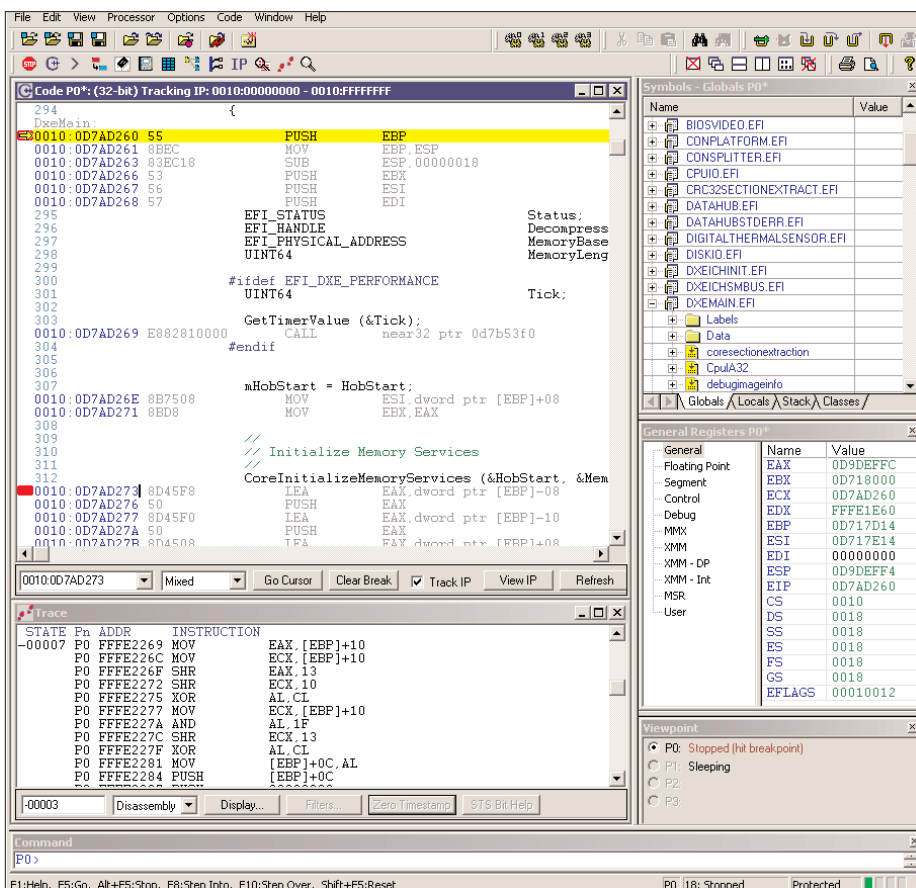 File Edit View Processor Options Code Window Help
IP
Code P0*: (32-bit) Tracking IP: 0010:00000000 - 0010:FFFFFFFF
294 {
DxeMain:
0010:0D7AD260 55 PUSH EBP
0010:0D7AD261 8BEC MOV EBP,ESP
0010:0D7AD263 83EC18 SUB ESP,00000018
0010:0D7AD266 53 PUSH EBX
0010:0D7AD267 56 PUSH ESI
0010:0D7AD268 57 PUSH EDI
295 EFI_STATUS Status;
296 EFI_HANDLE Decompress
297 EFI_PHYSICAL_ADDRESS MemoryBase
298 UINT64 MemoryLeng
299
300 #ifdef EFI_DXE_PERFORMANCE
301 UINT64 Tick;
302
303 GetTimerValue (&Tick);
0010:0D7AD269 E882810000 CALL near32 ptr 0d7b53f0
304 #endif
305
306
307 mHobStart = HobStart;
0010:0D7AD26E 8B7508 MOV ESI,dword ptr [EBP]+08
0010:0D7AD271 8BD8 MOV EBX,EAX
308
309 //
310 // Initialize Memory Services
311 //
312 CoreInitializeMemoryServices (&HobStart, &Mem
0010:0D7AD273 8D45F8 LEA EAX,dword ptr [EBP]-08
0010:0D7AD276 50 PUSH EAX
0010:0D7AD277 8D45F0 LEA EAX,dword ptr [EBP]-10
0010:0D7AD27A 50 PUSH EAX
0010:0D7AD27B 8D4508 LEA EAX,dword ptr [EBP]+08
0010:0D7AD273 Mixed Go Cursor Clear Break Track IP View IP Refresh
Trace
STATE Pn ADDR INSTRUCTION
-00007 P0 FFFE2269 MOV EAX,[EBP]+10
P0 FFFE226C MOV ECX,[EBP]+10
P0 FFFE226F SHR EAX,13
P0 FFFE2272 SHR ECX,10
P0 FFFE2275 XOR AL,CL
P0 FFFE2277 MOV ECX,[EBP]+10
P0 FFFE227A AND AL,1F
P0 FFFE227C SHR ECX,13
P0 FFFE227F XOR AL,CL
P0 FFFE2281 MOV [EBP]+0C,AL
P0 FFFE2284 PUSH [EBP]+0C
-00003 Disassembly Display... Filters... Zero Timestamp STS Bit Help
Symbols - Globals P0*
Name Value
BIOSVIDEO.EFI
CONPLATFORM.EFI
CONSPLITTER.EFI
CPUIO.EFI
CRC32SECTIONEXTRACT.EFI
DATAHUB.EFI
DATAHUBSTDERR.EFI
DIGITALTHERMALSENSOR.EFI
DISKIO.EFI
DXEICHINIT.EFI
DXEICHSMBUS.EFI
DXEMAIN.EFI
Labels
Data
coresectionextraction
CpuIA32
debugimageinfo
Globals Locals Stack Classes
General Registers P0*
General
Floating Point
Segment
Control
Debug
MMX
XMM
XMM - DP
XMM - Int
MSR
User
Name Value
EAX 0D9DEFFC
EBX 0D718000
ECX 0D7AD260
EDX FFFE1E60
EBP 0D717D14
ESI 0D717E14
EDI 00000000
ESP 0D9DEFF4
EIP 0D7AD260
CS 0010
DS 0018
SS 0018
ES 0018
FS 0018
GS 0018
EFLAGS 00010012
Viewpoint
P0: Stopped (hit breakpoint)
P1: Sleeping
P2:
P3:
Command
P0>
F1:Help, F5:Go, Alt+F5:Stop, F8:Step Into, F10:Step Over, Shift+F5:Reset
P0 18: Stopped Protected